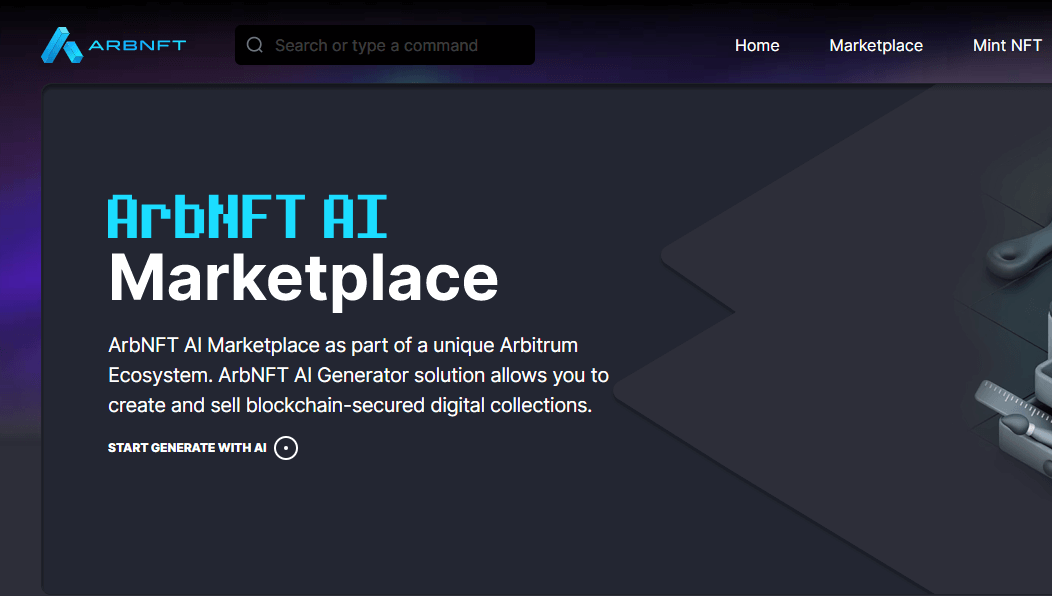 ARBNFT
Search or type a command
Home
Marketplace
Mint NFT
ArbNFT AI
Marketplace
ArbNFT AI Marketplace as part of a unique Arbitrum
Ecosystem. ArbNFT AI Generator solution allows you to
create and sell blockchain-secured digital collections.
START GENERATE WITH AI